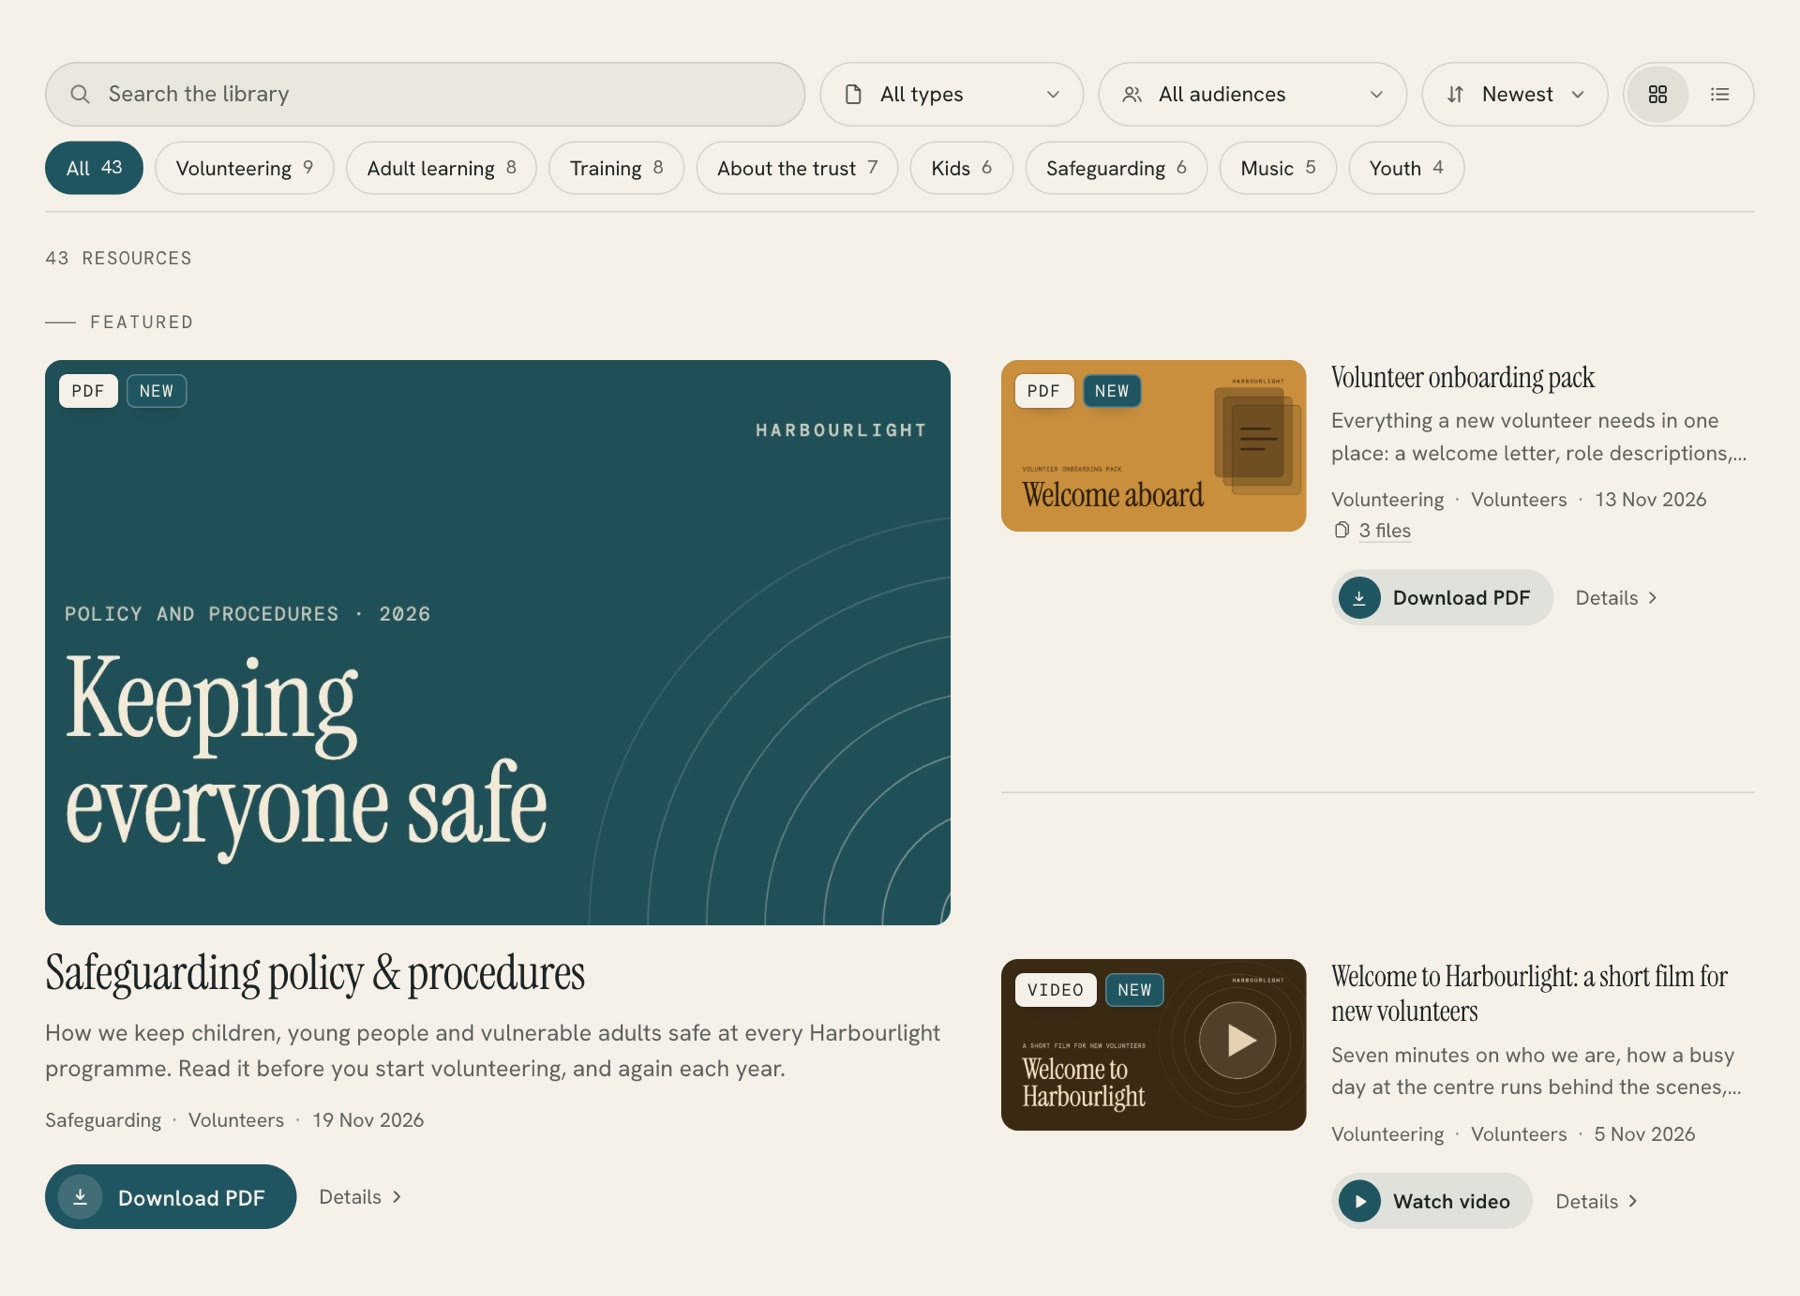 Search the library
All types
All audiences
Newest
All 43
Volunteering 9
Adult learning 8
Training 8
About the trust 7
Kids 6
Safeguarding 6
Music 5
Youth 4
43 RESOURCES
FEATURED
PDF NEW
HARBOURLIGHT
POLICY AND PROCEDURES · 2026
Keeping
everyone safe
Safeguarding policy & procedures
How we keep children, young people and vulnerable adults safe at every Harbourlight
programme. Read it before you start volunteering, and again each year.
Safeguarding · Volunteers · 19 Nov 2026
Download PDF
Details
PDF NEW
HARBOURLIGHT
VOLUNTEER ONBOARDING PACK
Welcome aboard
Volunteer onboarding pack
Everything a new volunteer needs in one
place: a welcome letter, role descriptions,…
Volunteering · Volunteers · 13 Nov 2026
3 files
Download PDF
Details
VIDEO NEW
HARBOURLIGHT
A SHORT FILM FOR NEW VOLUNTEERS
Welcome to
Harbourlight
Welcome to Harbourlight: a short film for
new volunteers
Seven minutes on who we are, how a busy
day at the centre runs behind the scenes,…
Volunteering · Volunteers · 5 Nov 2026
Watch video
Details